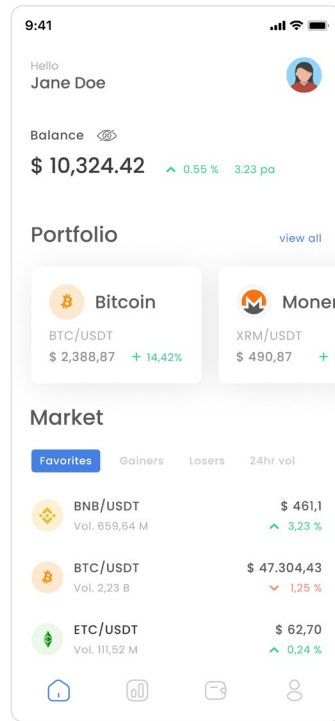 9:41
Hello
Jane Doe
Balance
$ 10,324.42 0.55 % 3.23 pa
Portfolio view all
Bitcoin
BTC/USDT
$ 2,388,87 + 14,42%
Moner
XRM/USDT
$ 490,87 +
Market
Favorites Gainers Losers 24hr vol
BNB/USDT $ 461,1
Vol. 659,64 M 3,23 %
BTC/USDT $ 47.304,43
Vol. 2,23 B 1,25 %
ETC/USDT $ 62,70
Vol. 111,52 M 0,24 %